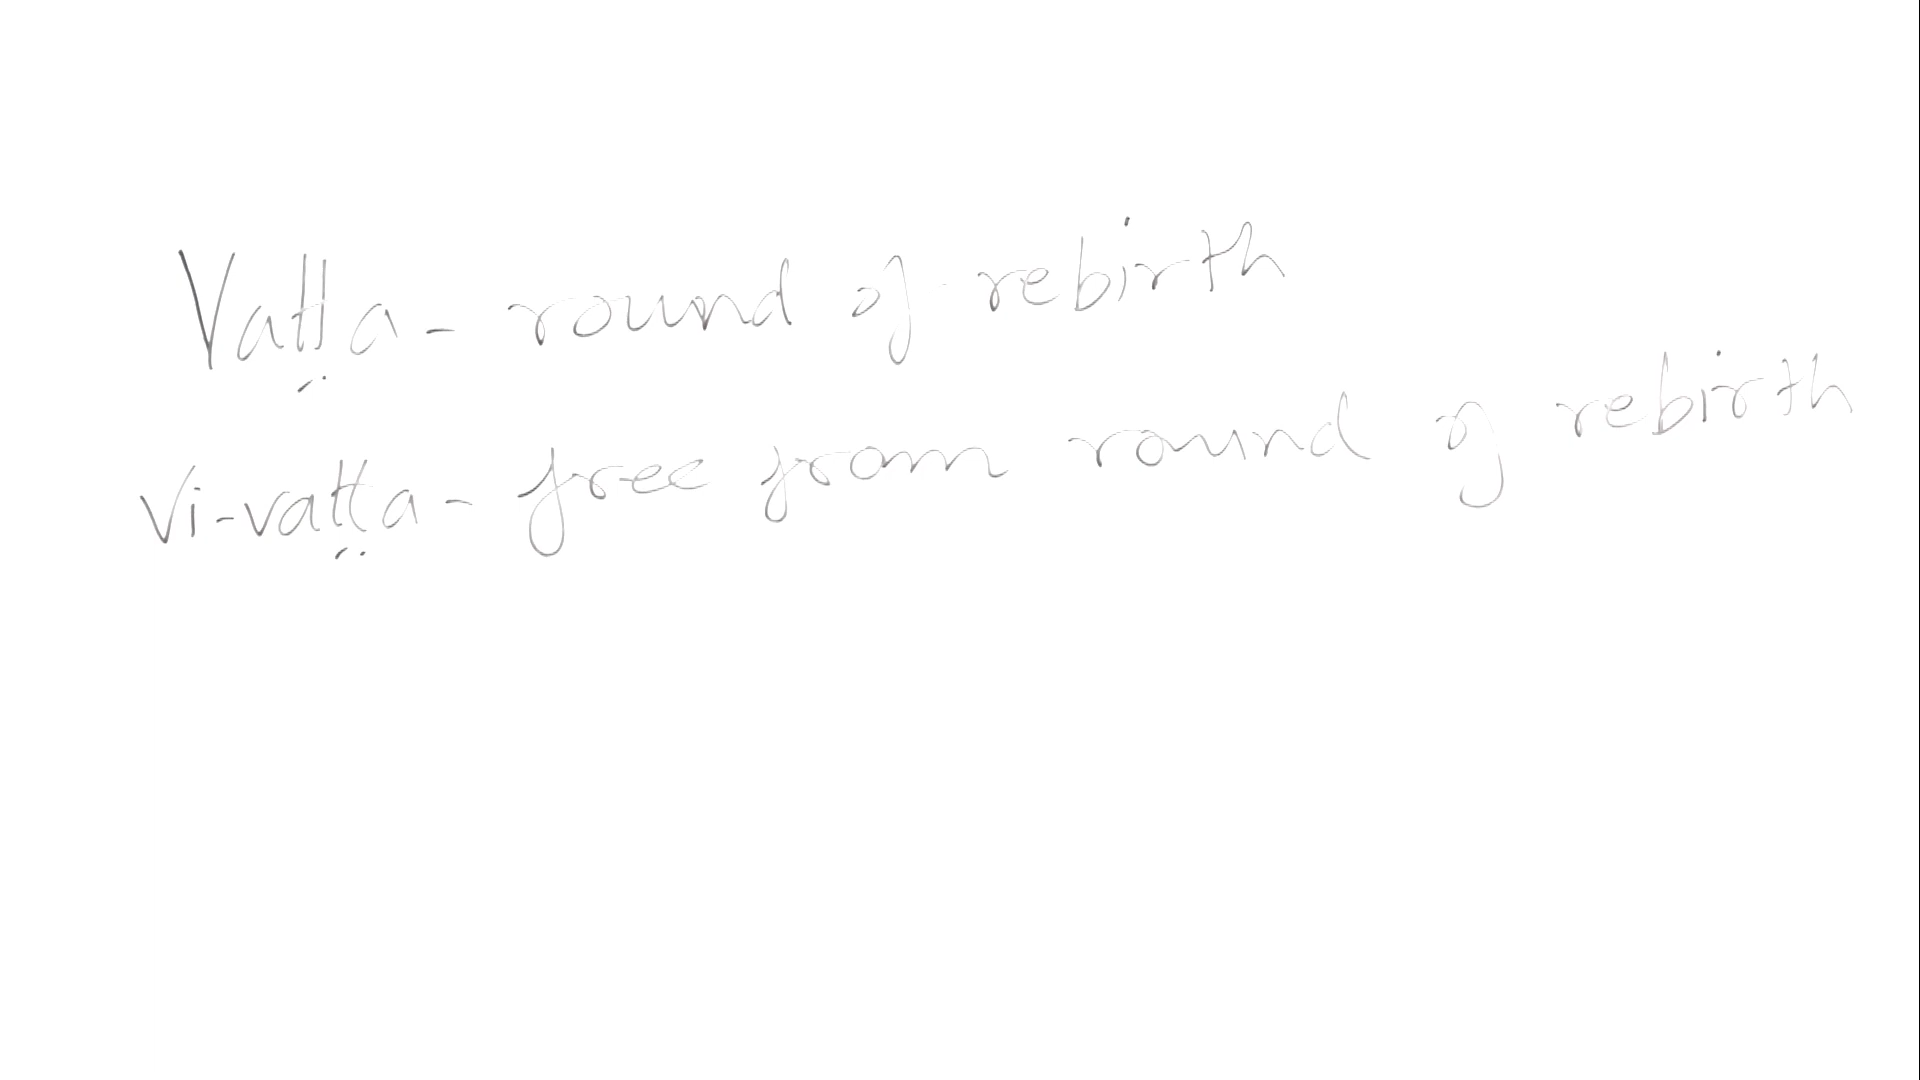 Vaṭṭa - round of rebirth
Vi-vaṭṭa - free from round of rebirth